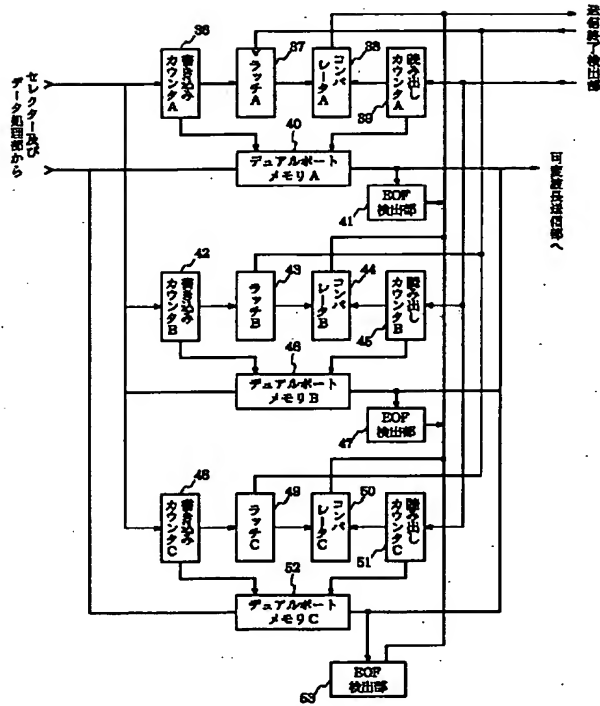 36
書き込み
カウンタA
37
ラッチA
38
コンパ
レータA
読み出し
カウンタA
39
送信
終了検出部
セレクター及び
データ処理部から
40
デュアルポート
メモリA
41
EOF
検出部
可変波長送信部へ
42
書き込み
カウンタB
43
ラッチB
44
コンパ
レータB
読み出し
カウンタB
45
46
デュアルポート
メモリB
47
EOF
検出部
48
書き込み
カウンタC
49
ラッチC
50
コンパ
レータC
読み出し
カウンタC
51
52
デュアルポート
メモリC
53
EOF
検出部